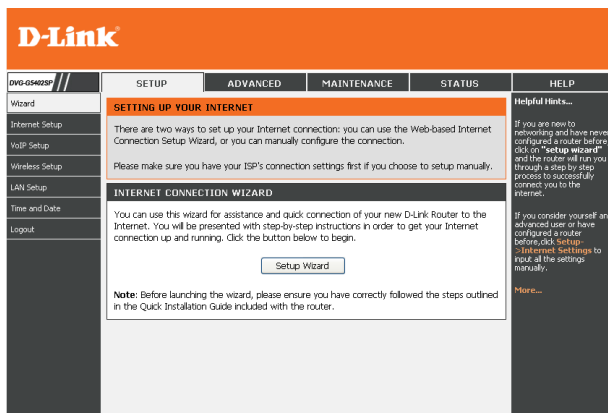 D-Link
DVG-G5402SP
SETUP
ADVANCED
MAINTENANCE
STATUS
HELP
Wizard
Internet Setup
VoIP Setup
Wireless Setup
LAN Setup
Time and Date
Logout
SETTING UP YOUR INTERNET
There are two ways to set up your Internet connection: you can use the Web-based Internet
Connection Setup Wizard, or you can manually configure the connection.
Please make sure you have your ISP's connection settings first if you choose to setup manually.
INTERNET CONNECTION WIZARD
You can use this wizard for assistance and quick connection of your new D-Link Router to the
Internet. You will be presented with step-by-step instructions in order to get your Internet
connection up and running. Click the button below to begin.
Setup Wizard
Note: Before launching the wizard, please ensure you have correctly followed the steps outlined
in the Quick Installation Guide included with the router.
Helpful Hints...
If you are new to
networking and have never
configured a router before
click on "setup wizard"
and the router will run you
through a step by step
process to successfully
connect you to the
internet.
If you consider yourself an
advanced user or have
configured a router
before,click Setup-
>Internet Settings to
input all the settings
manually.
More...